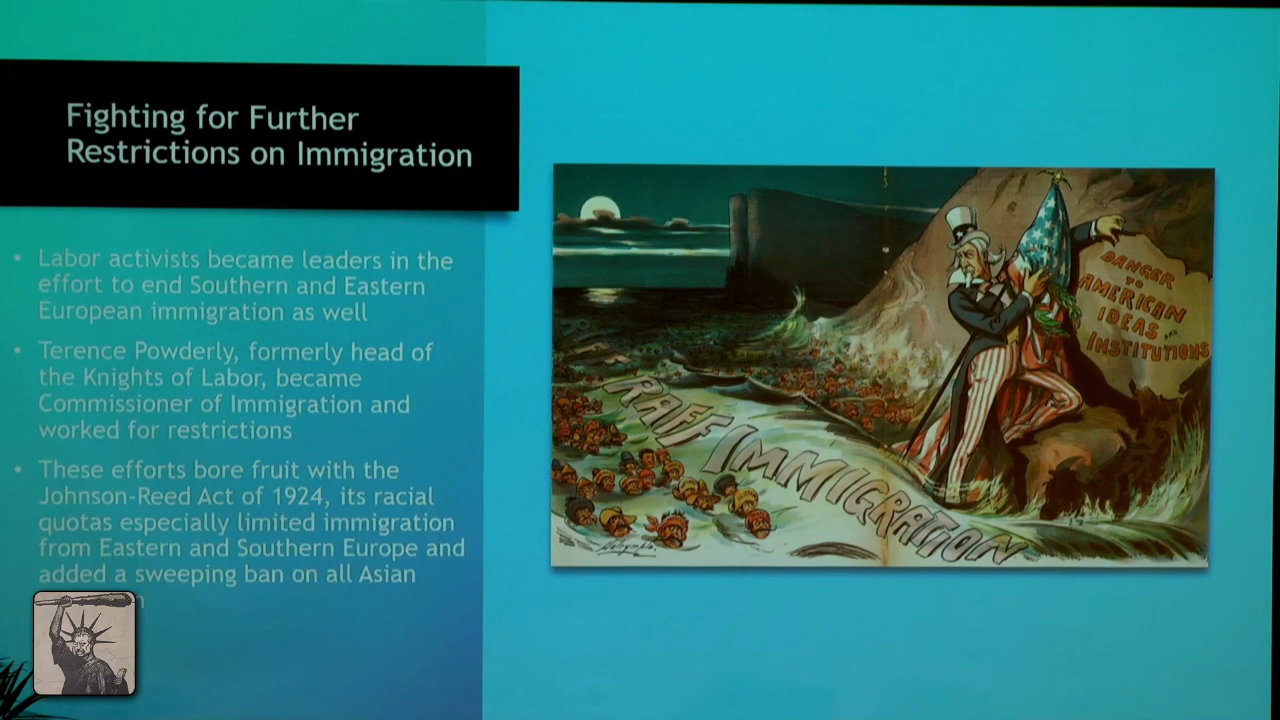 Fighting for Further
Restrictions on Immigration
• Labor activists became leaders in the
effort to end Southern and Eastern
European immigration as well
• Terence Powderly, formerly head of
the Knights of Labor, became
Commissioner of Immigration and
worked for restrictions
• These efforts bore fruit with the
Johnson-Reed Act of 1924, its racial
quotas especially limited immigration
from Eastern and Southern Europe and
added a sweeping ban on all Asian
DANGER
TO
AMERICAN
IDEAS AND
INSTITUTIONS
RIFF RAFF IMMIGRATION